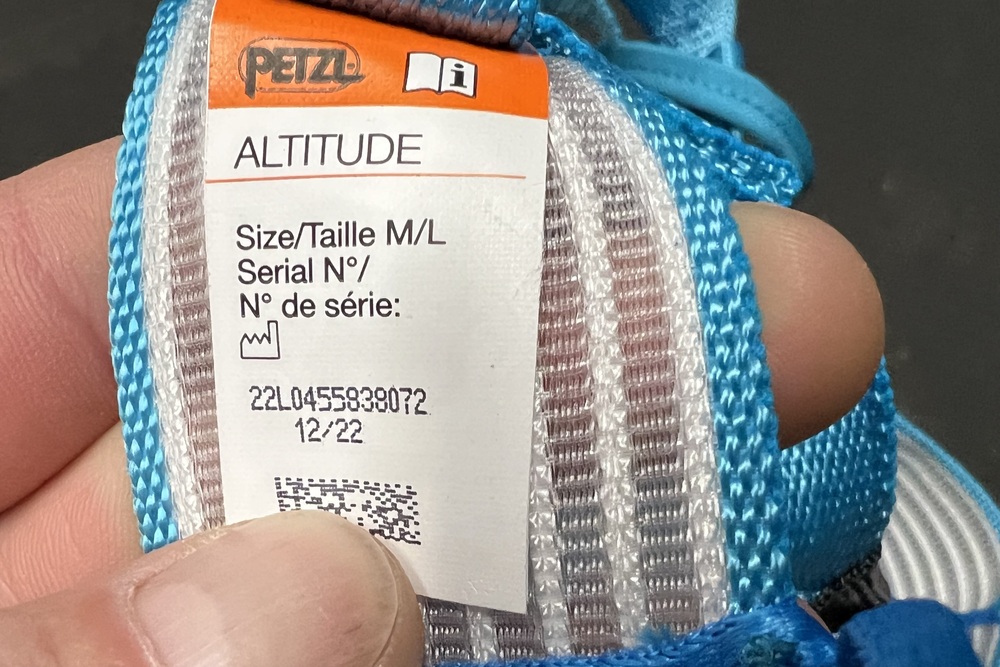 PETZL
i
ALTITUDE
Size/Taille M/L
Serial N°/
N° de série:
22L0455838072
12/22